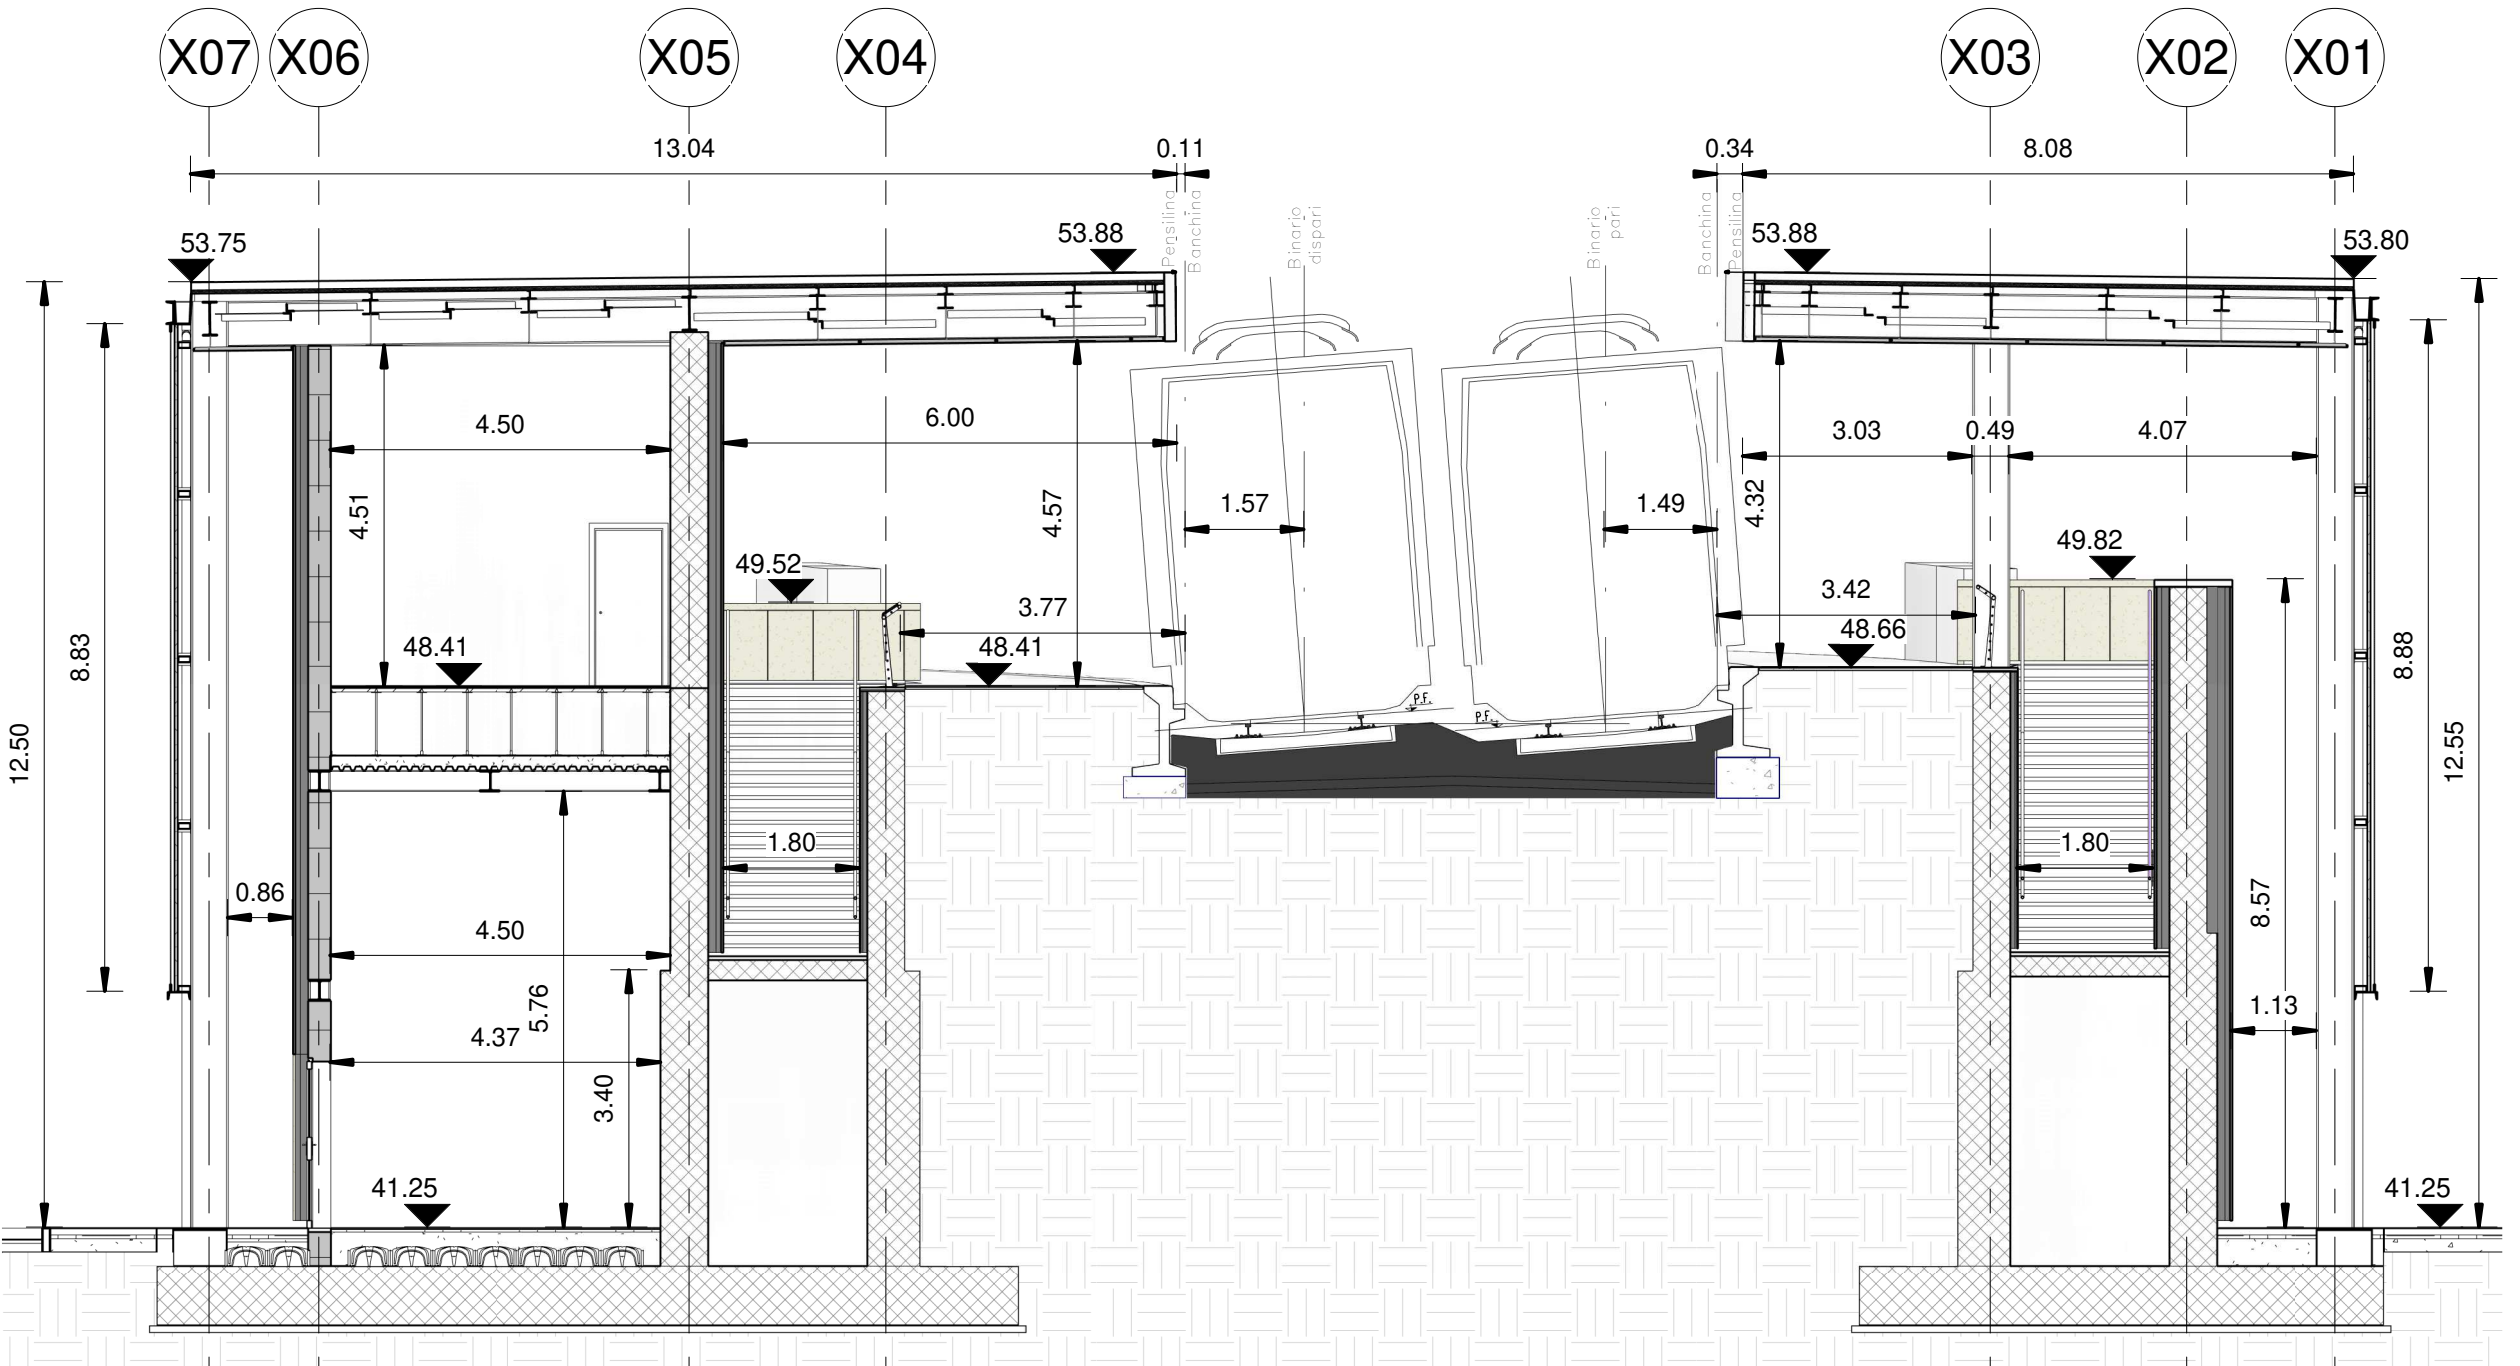 X07 X06 X05 X04 X03 X02 X01
13.04 0.11 0.34 8.08
Pensilina
Banchina
Binario
dispari
Binario
pari
Banchina
Pensilina
53.75 53.88 53.88 53.80
4.50 6.00 3.03 0.49 4.07
4.51 4.57 1.57 1.49 4.32
49.52 49.82
3.77 3.42
48.41 48.41 48.66
8.83 8.88
P.F.
P.F.
12.50 12.55
1.80 1.80
0.86 8.57
4.50
5.76 1.13
4.37
3.40
41.25 41.25